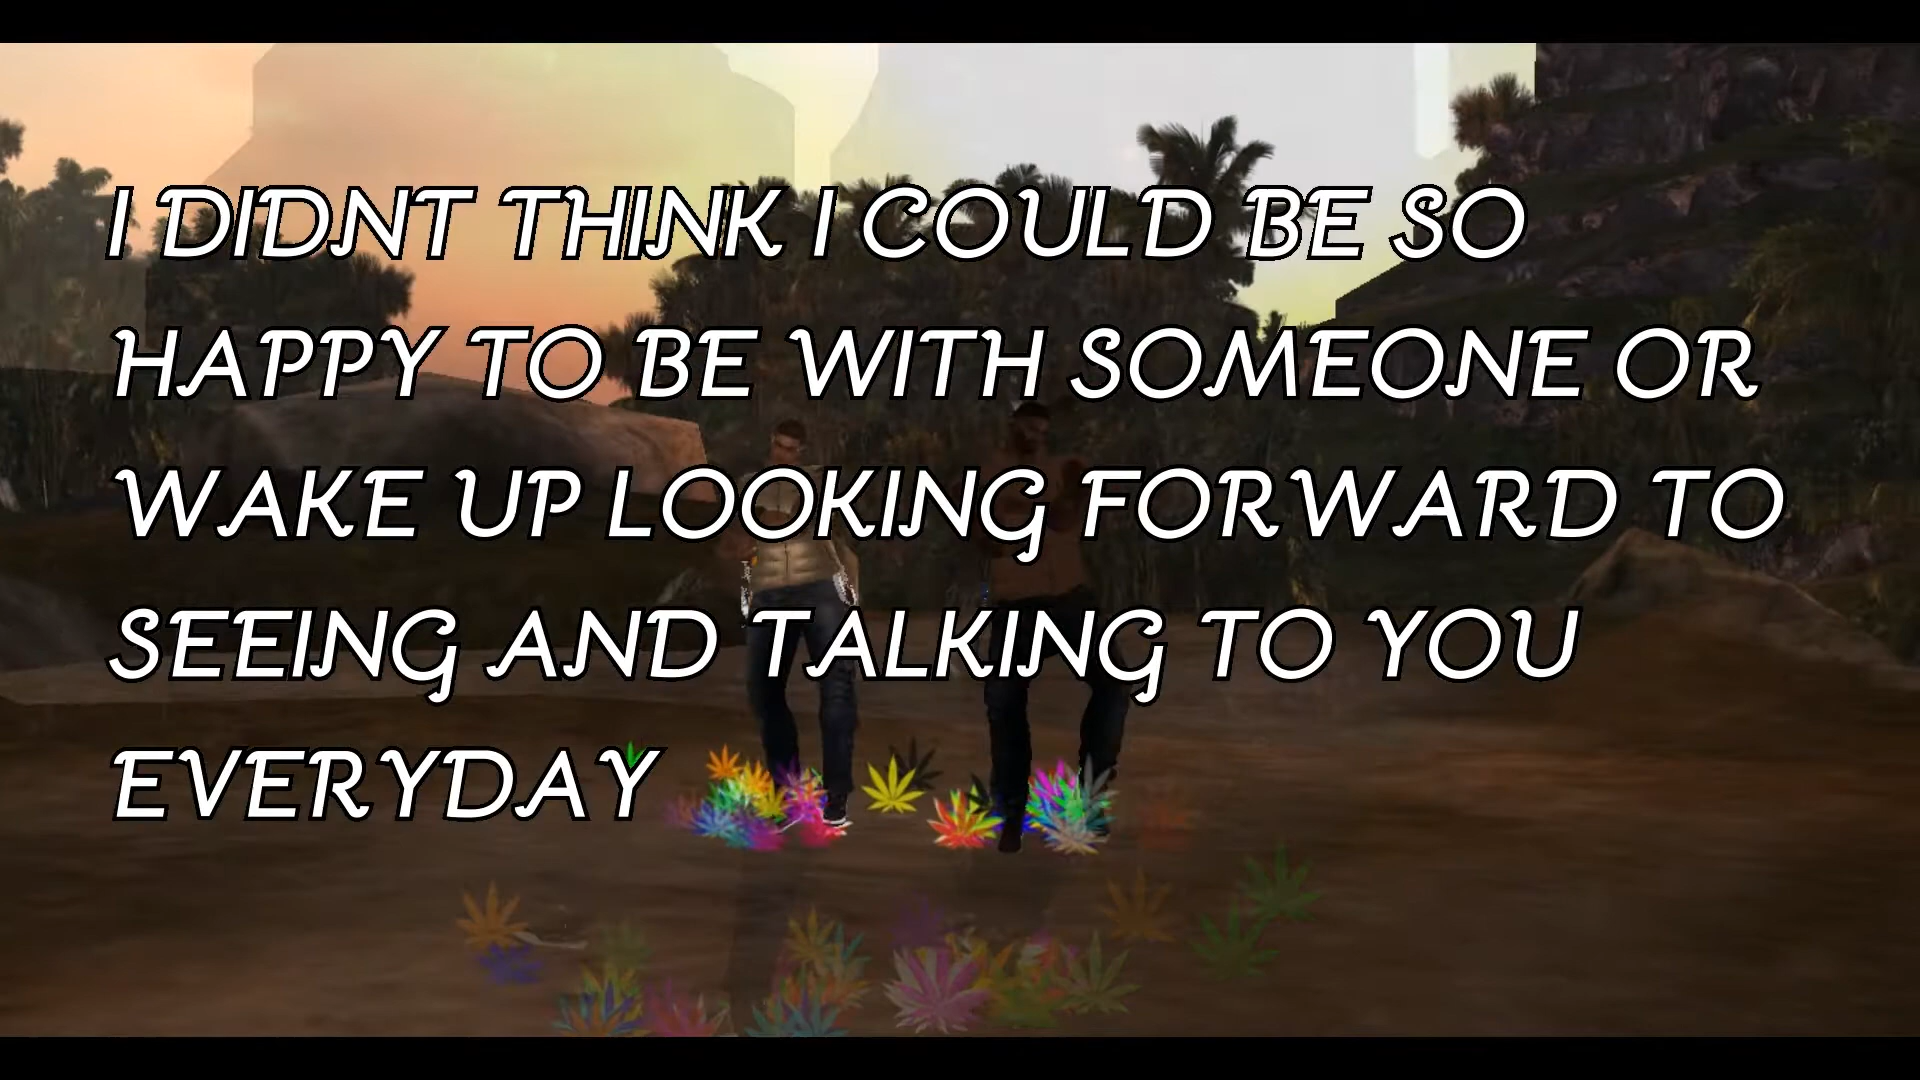 I DIDNT THINK I COULD BE SO
HAPPY TO BE WITH SOMEONE OR
WAKE UP LOOKING FORWARD TO
SEEING AND TALKING TO YOU
EVERYDAY